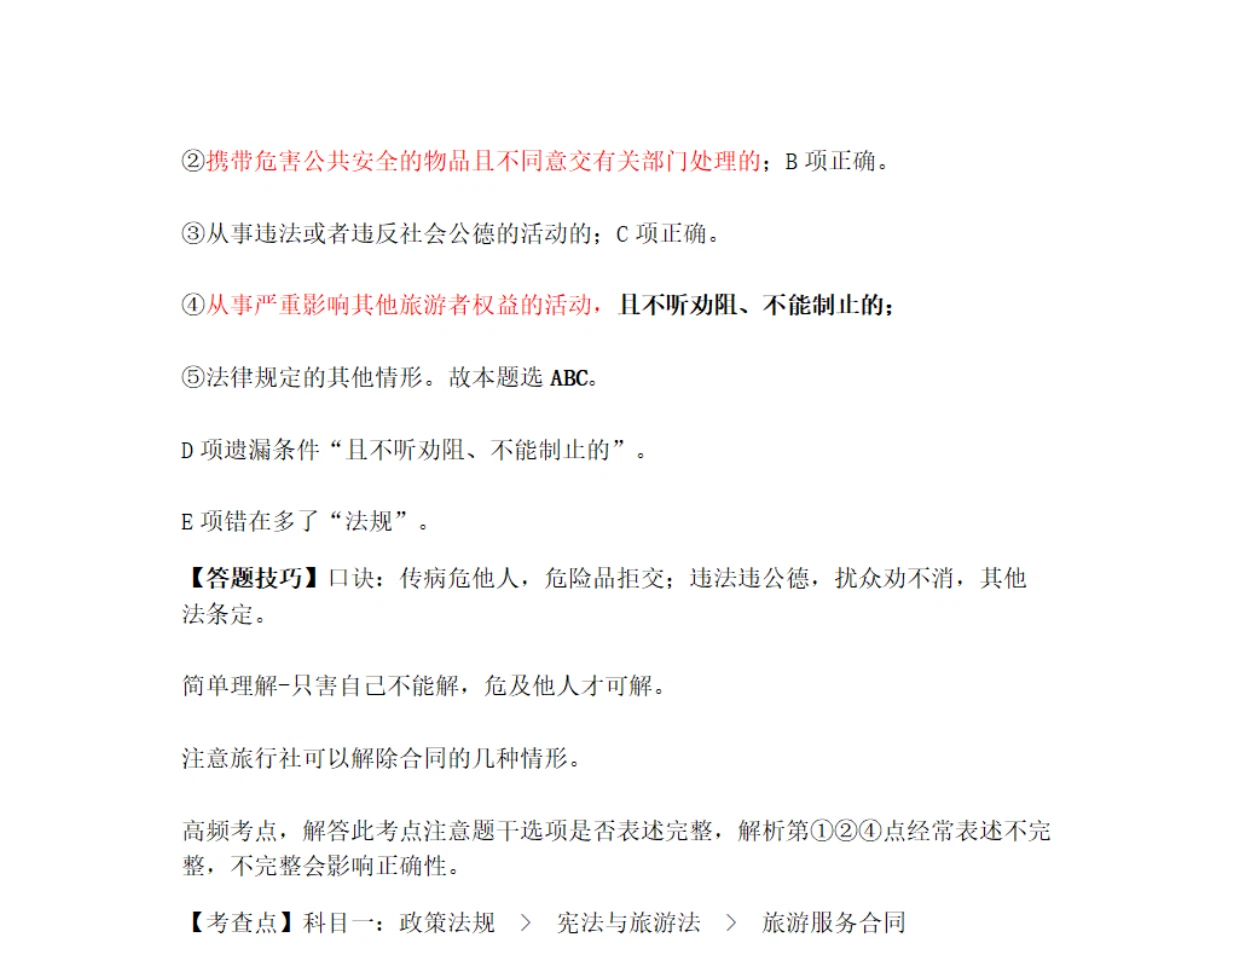 ②携带危害公共安全的物品且不同意交有关部门处理的；B 项正确。
③从事违法或者违反社会公德的活动的；C 项正确。
④从事严重影响其他旅游者权益的活动，且不听劝阻、不能制止的；
⑤法律规定的其他情形。故本题选 ABC。
D 项遗漏条件“且不听劝阻、不能制止的”。
E 项错在多了“法规”。
【答题技巧】口诀：传病危他人，危险品拒交；违法违公德，扰众劝不消，其他
法条定。
简单理解-只害自己不能解，危及他人才可解。
注意旅行社可以解除合同的几种情形。
高频考点，解答此考点注意题干选项是否表述完整，解析第①②④点经常表述不完
整，不完整会影响正确性。
【考查点】科目一：政策法规 > 宪法与旅游法 > 旅游服务合同